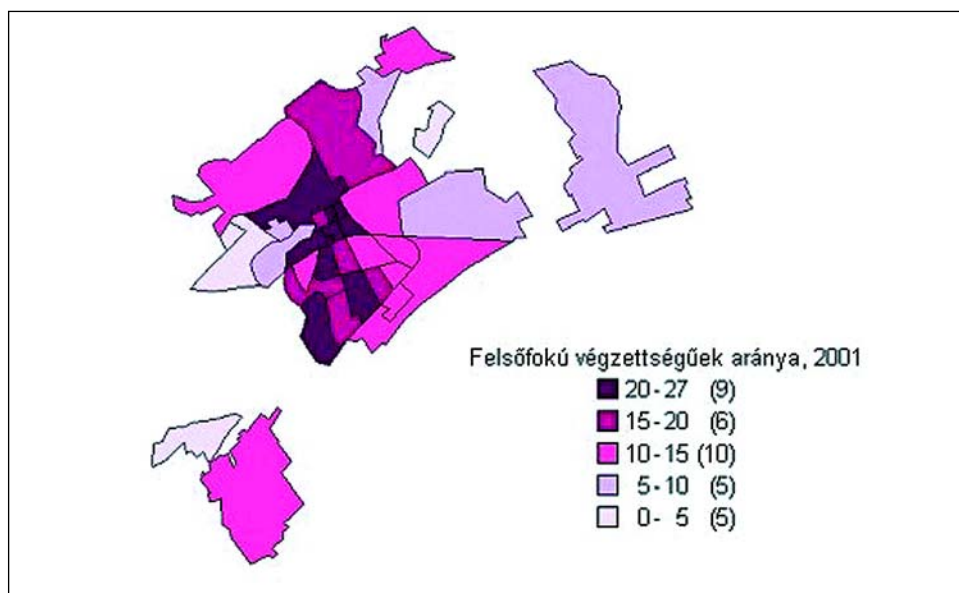 Felsőfokú végzettségűek aránya, 2001
20 - 27 (9)
15 - 20 (6)
10 - 15 (10)
5 - 10 (5)
0 - 5 (5)